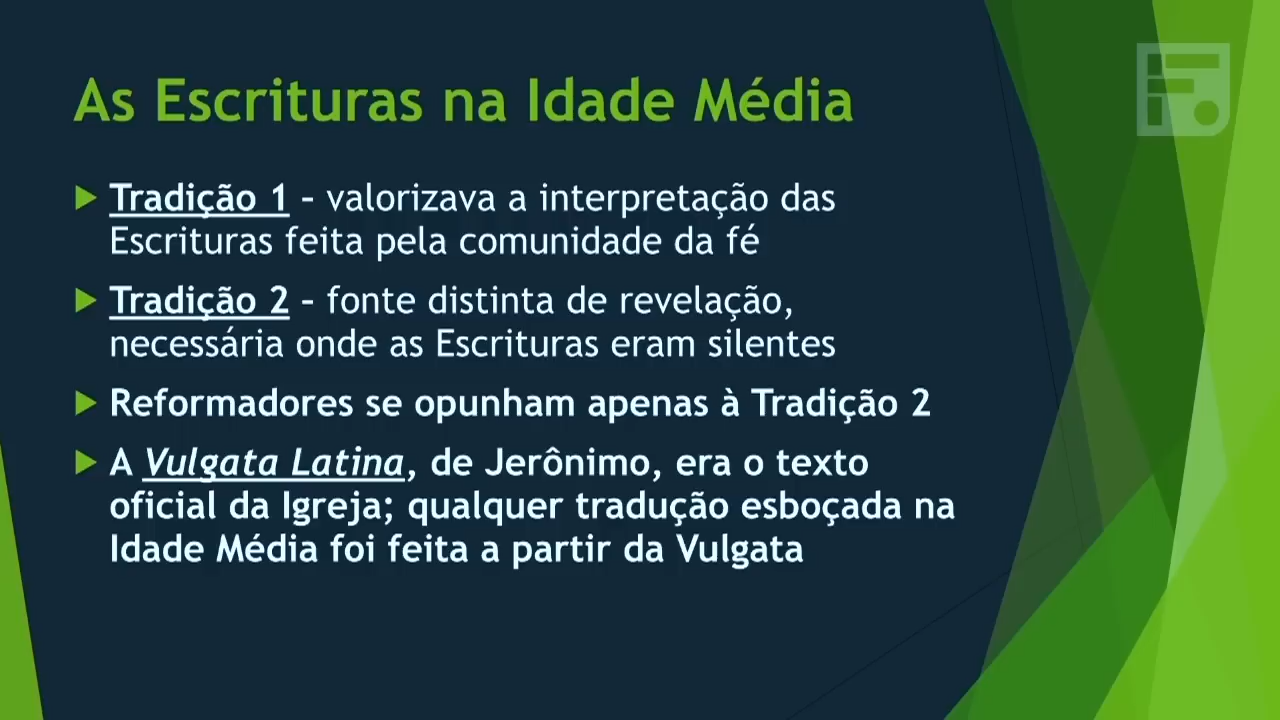 As Escrituras na Idade Média
Tradição 1 – valorizava a interpretação das
Escrituras feita pela comunidade da fé
Tradição 2 – fonte distinta de revelação,
necessária onde as Escrituras eram silentes
Reformadores se opunham apenas à Tradição 2
A Vulgata Latina, de Jerônimo, era o texto
oficial da Igreja; qualquer tradução esboçada na
Idade Média foi feita a partir da Vulgata